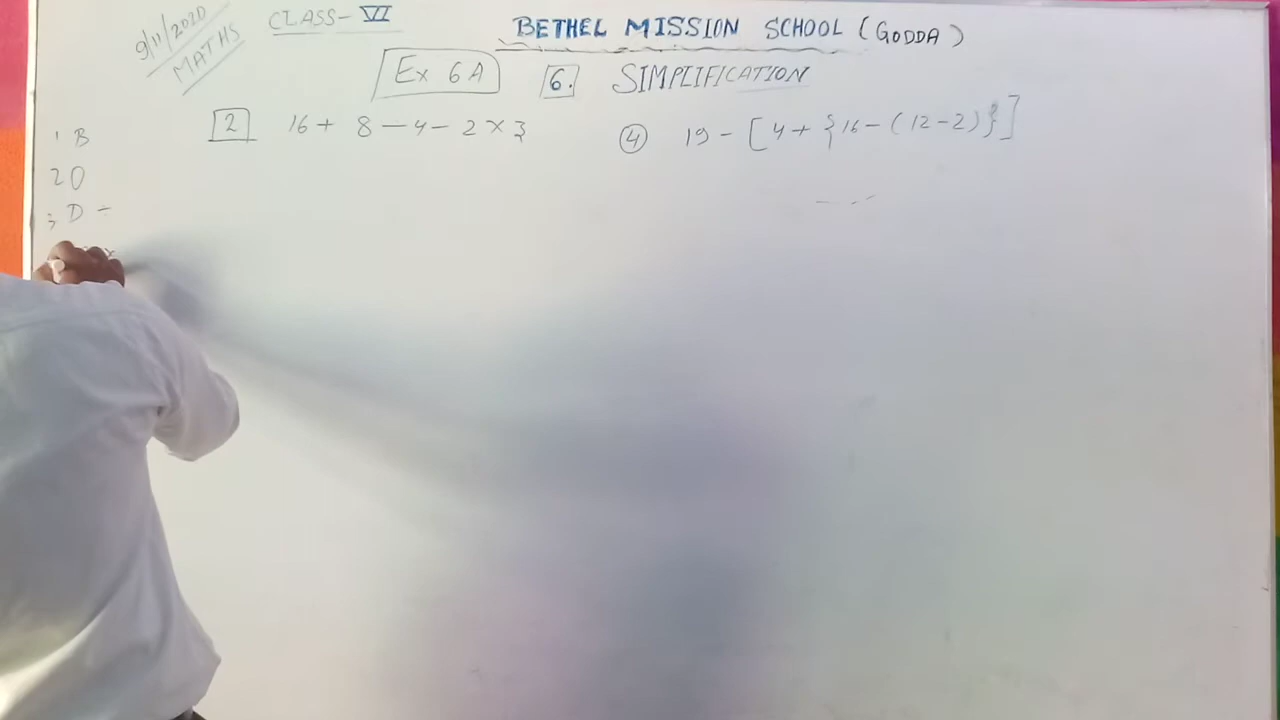 9/11/2020
MATHS
CLASS- VI
BETHEL MISSION SCHOOL (GODDA)
Ex 6A
6. SIMPLIFICATION
2 16 + 8 - 4 - 2 × 3
④ 19 - [4 + {16 - (12 - 2)}]
1 B
2 O
3 D ÷